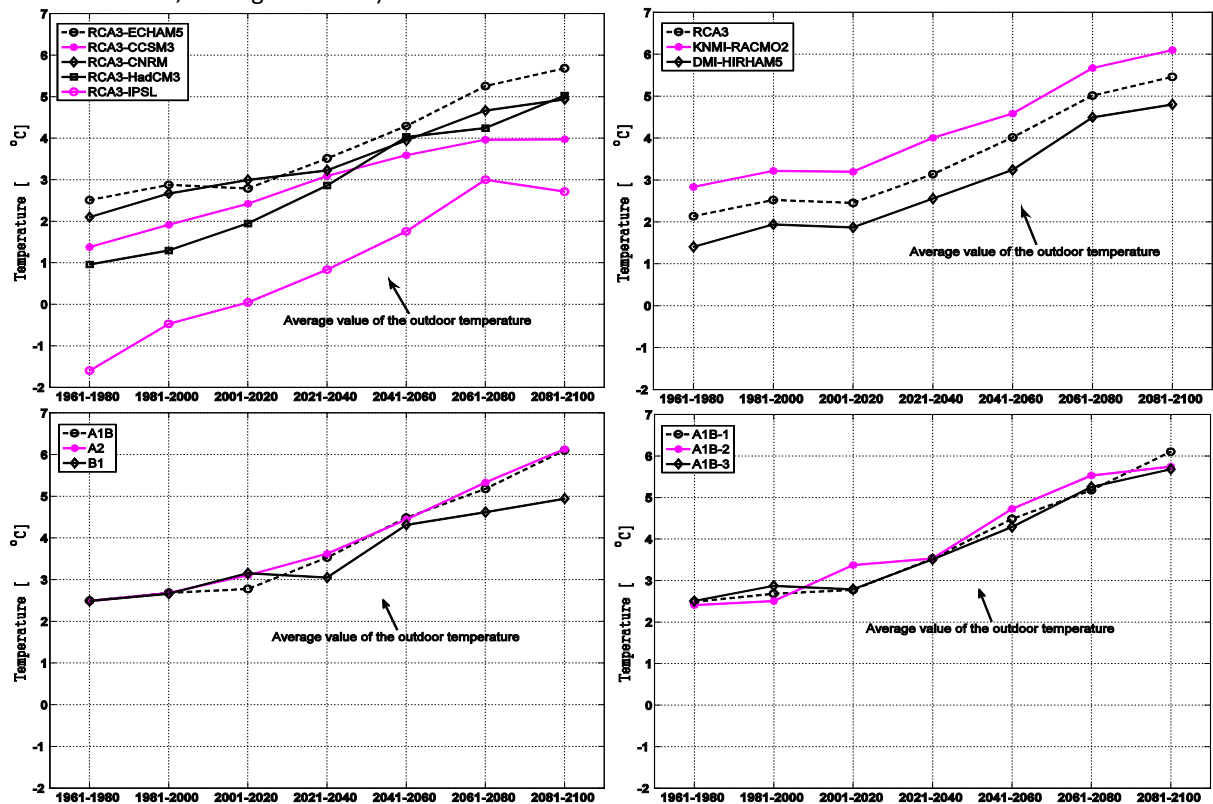 RCA3-ECHAM5
RCA3-CCSM3
RCA3-CNRM
RCA3-HadCM3
RCA3-IPSL
7
6
5
4
3
2
1
0
-1
-2
Temperature [ °C]
Average value of the outdoor temperature
1961-1980 1981-2000 2001-2020 2021-2040 2041-2060 2061-2080 2081-2100
RCA3
KNMI-RACMO2
DMI-HIRHAM5
7
6
5
4
3
2
1
0
-1
-2
Temperature [ °C]
Average value of the outdoor temperature
1961-1980 1981-2000 2001-2020 2021-2040 2041-2060 2061-2080 2081-2100
A1B
A2
B1
7
6
5
4
3
2
1
0
-1
-2
Temperature [ °C]
Average value of the outdoor temperature
1961-1980 1981-2000 2001-2020 2021-2040 2041-2060 2061-2080 2081-2100
A1B-1
A1B-2
A1B-3
7
6
5
4
3
2
1
0
-1
-2
Temperature [ °C]
Average value of the outdoor temperature
1961-1980 1981-2000 2001-2020 2021-2040 2041-2060 2061-2080 2081-2100